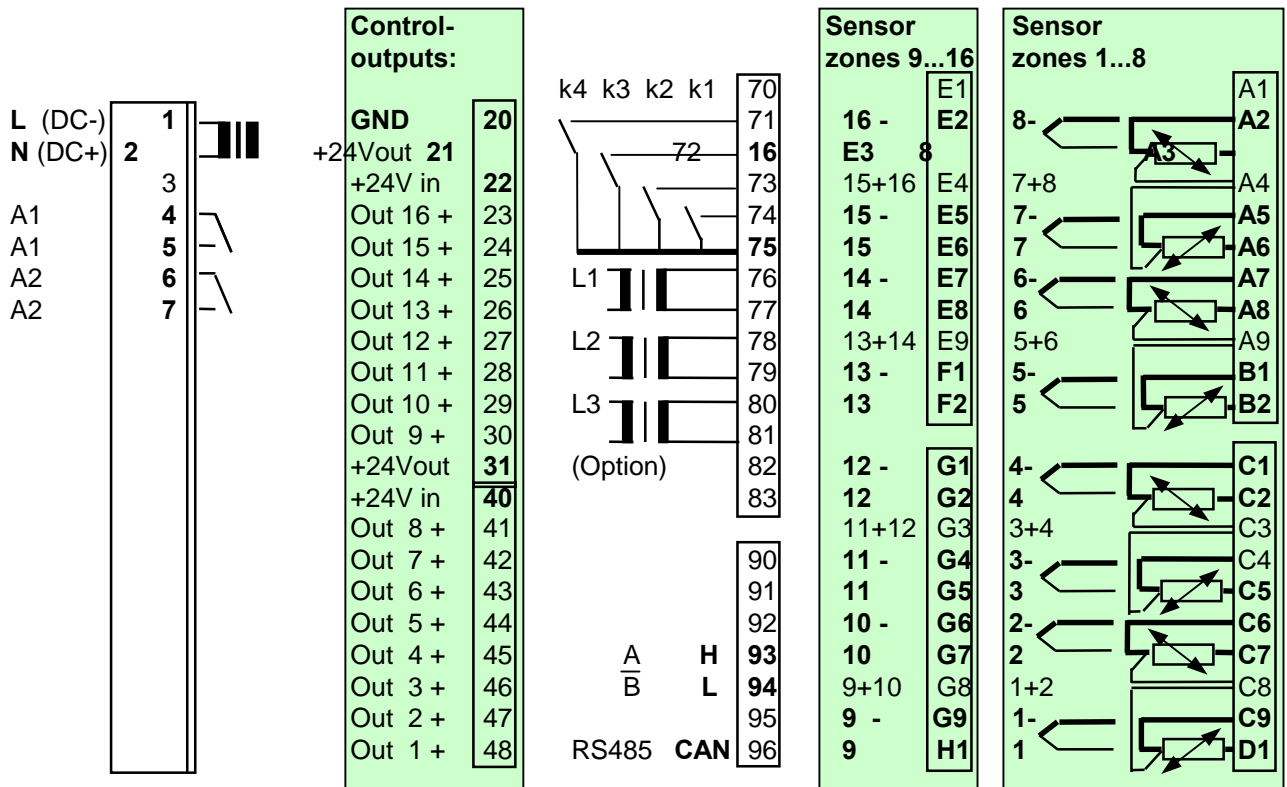 Control- Sensor Sensor
outputs: zones 9...16 zones 1...8
k4 k3 k2 k1 70 E1 A1
L (DC-) 1 GND 20 71 16 - E2 8- A2
N (DC+) 2 +24Vout 21 72 16 E3 8 A3
3 +24V in 22 73 15+16 E4 7+8 A4
A1 4 Out 16 + 23 74 15 - E5 7- A5
A1 5 Out 15 + 24 75 15 E6 7 A6
A2 6 Out 14 + 25 L1 76 14 - E7 6- A7
A2 7 Out 13 + 26 77 14 E8 6 A8
Out 12 + 27 L2 78 13+14 E9 5+6 A9
Out 11 + 28 79 13 - F1 5- B1
Out 10 + 29 L3 80 13 F2 5 B2
Out 9 + 30 81
+24Vout 31 (Option) 82 12 - G1 4- C1
+24V in 40 83 12 G2 4 C2
Out 8 + 41 11+12 G3 3+4 C3
Out 7 + 42 90 11 - G4 3- C4
Out 6 + 43 91 11 G5 3 C5
Out 5 + 44 92 10 - G6 2- C6
Out 4 + 45 A H 93 10 G7 2 C7
Out 3 + 46 B L 94 9+10 G8 1+2 C8
Out 2 + 47 95 9 - G9 1- C9
Out 1 + 48 RS485 CAN 96 9 H1 1 D1